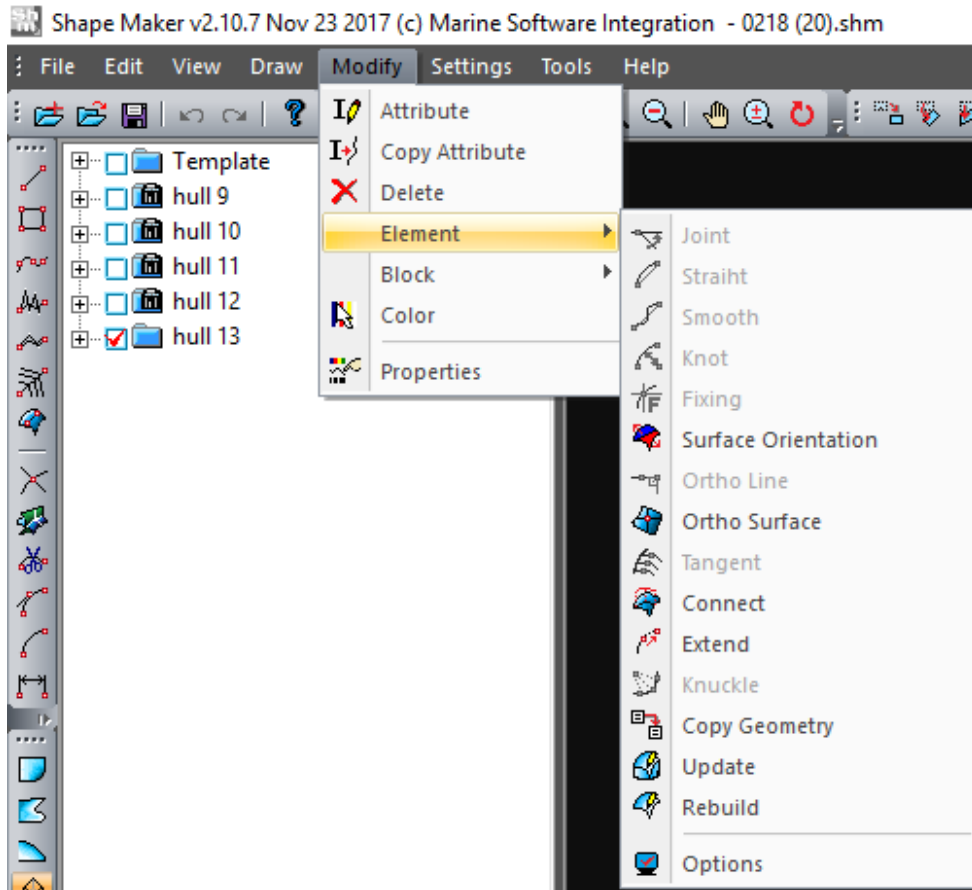 Shape Maker v2.10.7 Nov 23 2017 (c) Marine Software Integration - 0218 (20).shm
File Edit View Draw Modify Settings Tools Help
Template
hull 9
hull 10
hull 11
hull 12
hull 13
Attribute
Copy Attribute
Delete
Element
Block
Color
Properties
Joint
Straiht
Smooth
Knot
Fixing
Surface Orientation
Ortho Line
Ortho Surface
Tangent
Connect
Extend
Knuckle
Copy Geometry
Update
Rebuild
Options